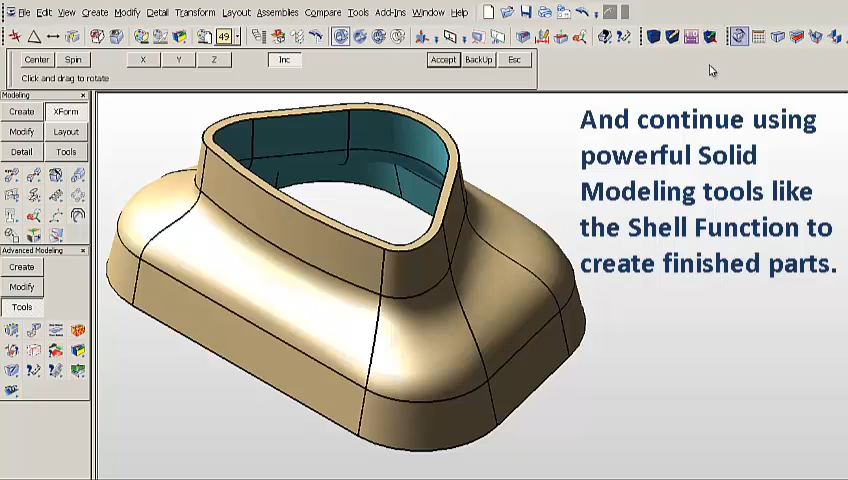 File Edit View Create Modify Detail Transform Layout Assemblies Compare Tools Add-Ins Window Help
49
Center Spin X Y Z Inc Accept BackUp Esc
Click and drag to rotate
Modeling
Create XForm
Modify Layout
Detail Tools
Advanced Modeling
Create
Modify
Tools
And continue using
powerful Solid
Modeling tools like
the Shell Function to
create finished parts.